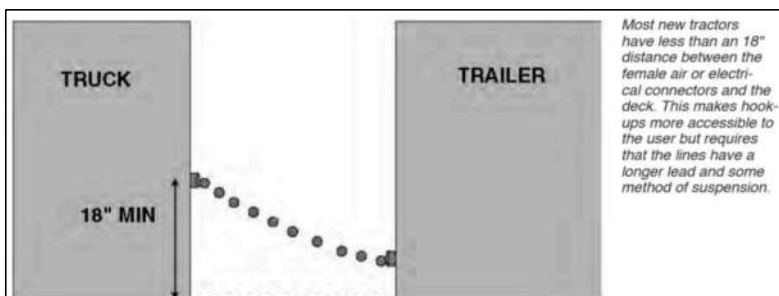 TRUCK
TRAILER
18" MIN
Most new tractors
have less than an 18"
distance between the
female air or electri-
cal connectors and the
deck. This makes hook-
ups more accessible to
the user but requires
that the lines have a
longer lead and some
method of suspension.